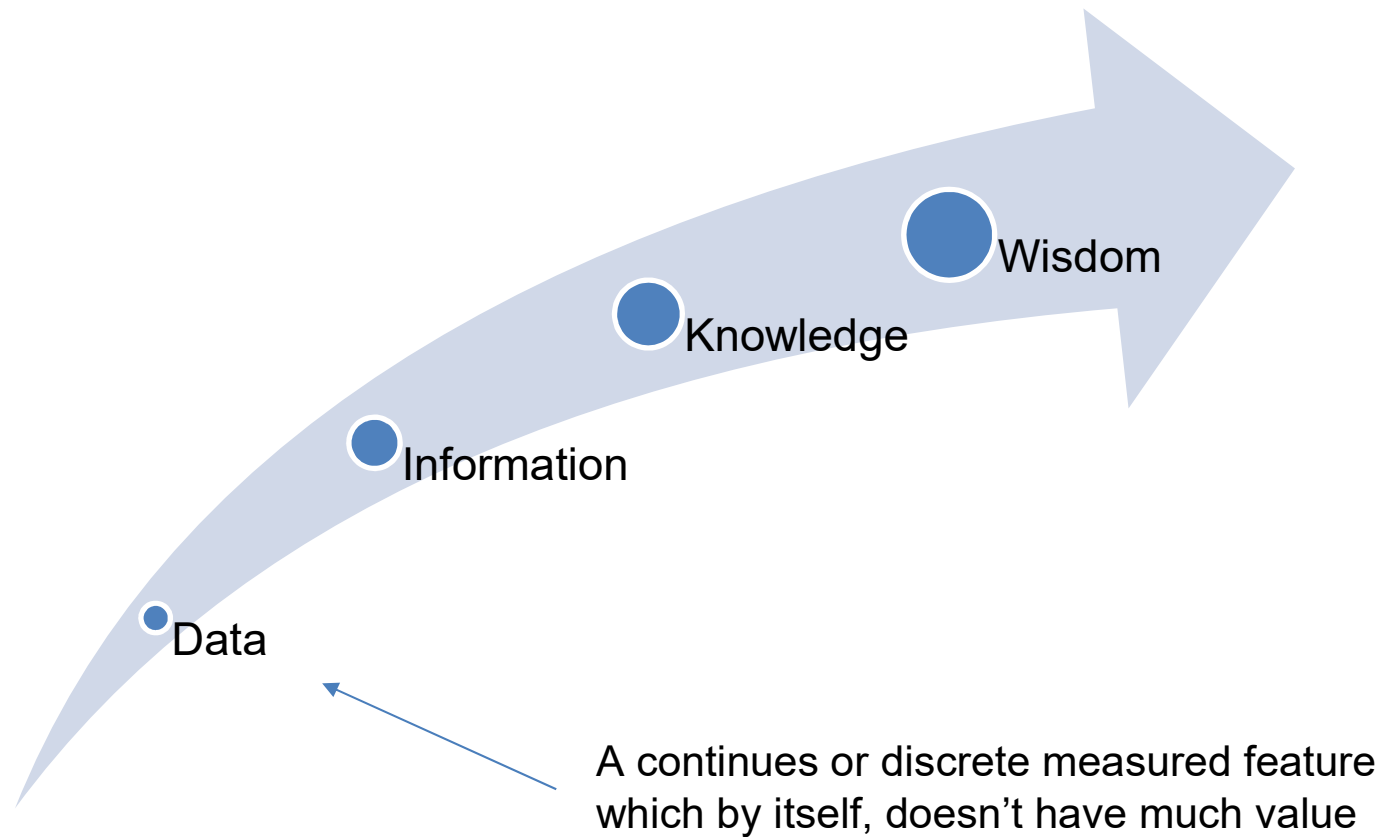 Wisdom
Knowledge
Information
Data
A continues or discrete measured feature
which by itself, doesn’t have much value